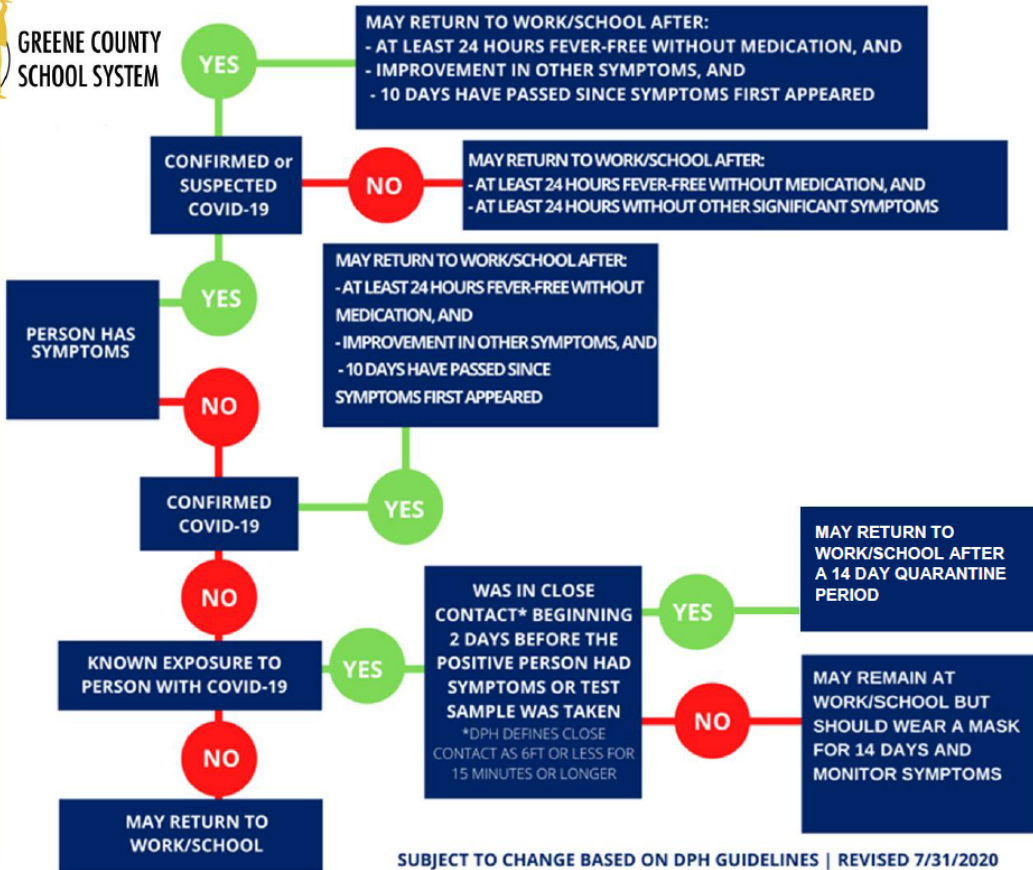 GREENE COUNTY
SCHOOL SYSTEM
YES
MAY RETURN TO WORK/SCHOOL AFTER:
- AT LEAST 24 HOURS FEVER-FREE WITHOUT MEDICATION, AND
- IMPROVEMENT IN OTHER SYMPTOMS, AND
- 10 DAYS HAVE PASSED SINCE SYMPTOMS FIRST APPEARED
CONFIRMED or
SUSPECTED
COVID-19
NO
MAY RETURN TO WORK/SCHOOL AFTER:
- AT LEAST 24 HOURS FEVER-FREE WITHOUT MEDICATION, AND
- AT LEAST 24 HOURS WITHOUT OTHER SIGNIFICANT SYMPTOMS
YES
PERSON HAS
SYMPTOMS
NO
MAY RETURN TO WORK/SCHOOL AFTER:
- AT LEAST 24 HOURS FEVER-FREE WITHOUT
MEDICATION, AND
- IMPROVEMENT IN OTHER SYMPTOMS, AND
- 10 DAYS HAVE PASSED SINCE
SYMPTOMS FIRST APPEARED
YES
CONFIRMED
COVID-19
NO
KNOWN EXPOSURE TO
PERSON WITH COVID-19
YES
WAS IN CLOSE
CONTACT* BEGINNING
2 DAYS BEFORE THE
POSITIVE PERSON HAD
SYMPTOMS OR TEST
SAMPLE WAS TAKEN
*DPH DEFINES CLOSE
CONTACT AS 6FT OR LESS FOR
15 MINUTES OR LONGER
YES
MAY RETURN TO
WORK/SCHOOL AFTER
A 14 DAY QUARANTINE
PERIOD
NO
MAY REMAIN AT
WORK/SCHOOL BUT
SHOULD WEAR A MASK
FOR 14 DAYS AND
MONITOR SYMPTOMS
NO
MAY RETURN TO
WORK/SCHOOL
SUBJECT TO CHANGE BASED ON DPH GUIDELINES | REVISED 7/31/2020